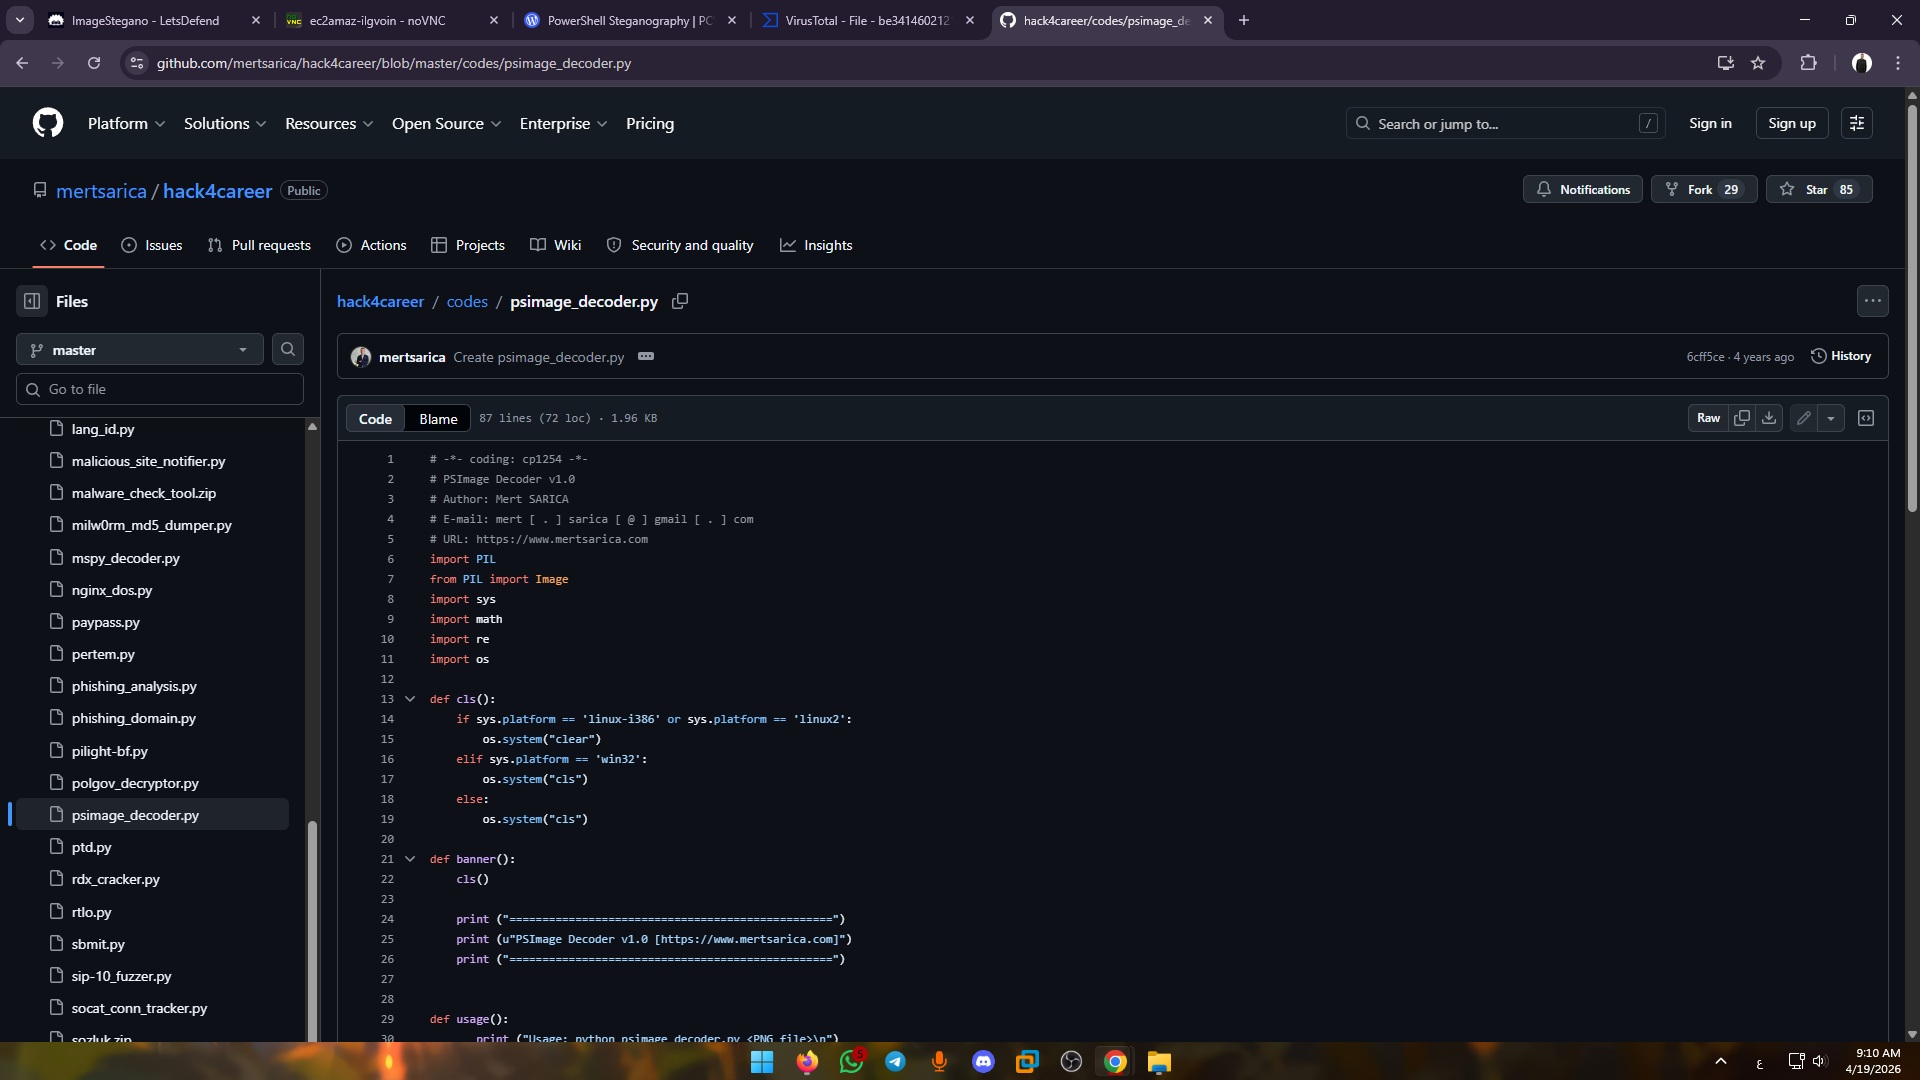 ImageStegano - LetsDefend
ec2amaz-ilgvoin - noVNC
PowerShell Steganography | PC
VirusTotal - File - be341460212
hack4career/codes/psimage_de
github.com/mertsarica/hack4career/blob/master/codes/psimage_decoder.py
Platform
Solutions
Resources
Open Source
Enterprise
Pricing
Search or jump to...
/
Sign in
Sign up
mertsarica / hack4career
Public
Notifications
Fork 29
Star 85
Code
Issues
Pull requests
Actions
Projects
Wiki
Security and quality
Insights
Files
master
Go to file
lang_id.py
malicious_site_notifier.py
malware_check_tool.zip
milw0rm_md5_dumper.py
mspy_decoder.py
nginx_dos.py
paypass.py
pertem.py
phishing_analysis.py
phishing_domain.py
pilight-bf.py
polgov_decryptor.py
psimage_decoder.py
ptd.py
rdx_cracker.py
rtlo.py
sbmit.py
sip-10_fuzzer.py
socat_conn_tracker.py
sozluk.zip
hack4career / codes / psimage_decoder.py
mertsarica Create psimage_decoder.py
6cff5ce · 4 years ago
History
Code
Blame
87 lines (72 loc) · 1.96 KB
Raw
1 # -*- coding: cp1254 -*-
2 # PSImage Decoder v1.0
3 # Author: Mert SARICA
4 # E-mail: mert [ . ] sarica [ @ ] gmail [ . ] com
5 # URL: https://www.mertsarica.com
6 import PIL
7 from PIL import Image
8 import sys
9 import math
10 import re
11 import os
12
13 def cls():
14 if sys.platform == 'linux-i386' or sys.platform == 'linux2':
15 os.system("clear")
16 elif sys.platform == 'win32':
17 os.system("cls")
18 else:
19 os.system("cls")
20
21 def banner():
22 cls()
23
24 print ("=================================================")
25 print (u"PSImage Decoder v1.0 [https://www.mertsarica.com]")
26 print ("=================================================")
27
28
29 def usage():
30 print ("Usage: python psimage_decoder.py <PNG file>\n")
5
ع
9:10 AM
4/19/2026